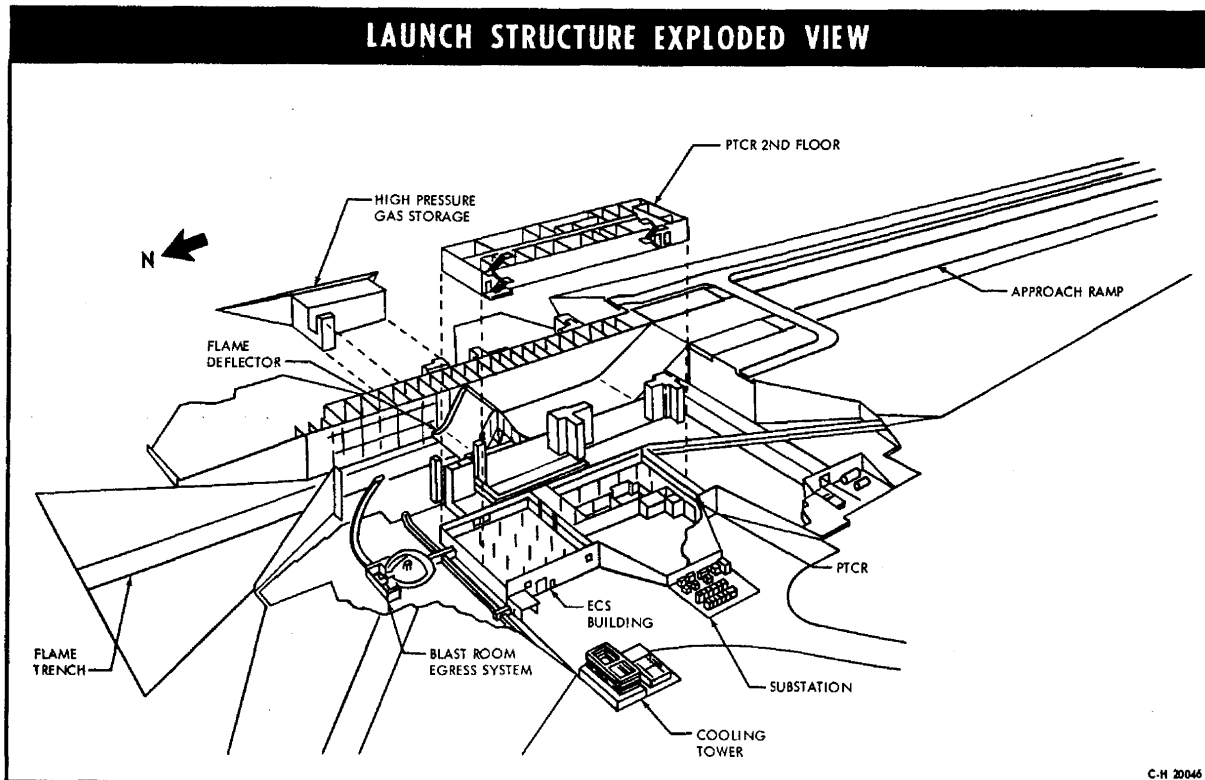 LAUNCH STRUCTURE EXPLODED VIEW
PTCR 2ND FLOOR
HIGH PRESSURE
GAS STORAGE
N
APPROACH RAMP
FLAME
DEFLECTOR
PTCR
ECS
BUILDING
FLAME
TRENCH
BLAST ROOM
EGRESS SYSTEM
SUBSTATION
COOLING
TOWER
C-H 20046